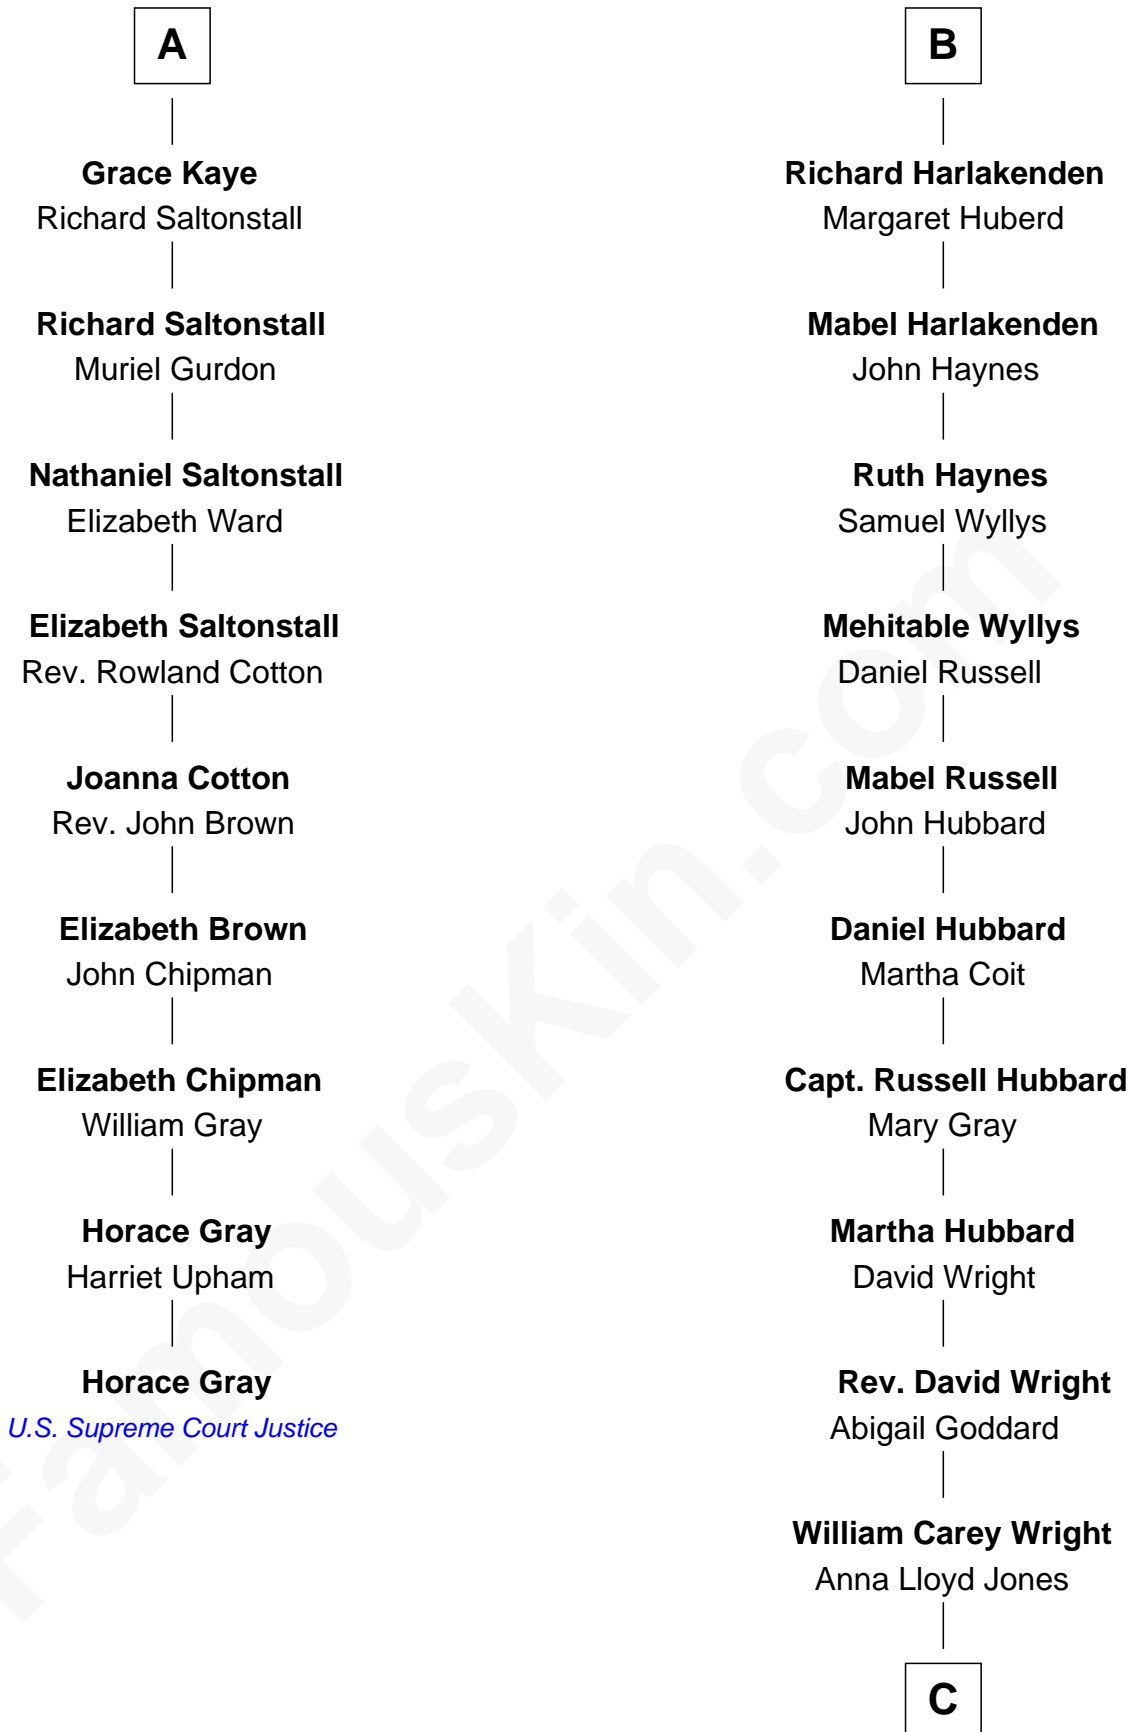 A
Grace Kaye
Richard Saltonstall
Richard Saltonstall
Muriel Gurdon
Nathaniel Saltonstall
Elizabeth Ward
Elizabeth Saltonstall
Rev. Rowland Cotton
Joanna Cotton
Rev. John Brown
Elizabeth Brown
John Chipman
Elizabeth Chipman
William Gray
Horace Gray
Harriet Upham
Horace Gray
U.S. Supreme Court Justice
B
Richard Harlakenden
Margaret Huberd
Mabel Harlakenden
John Haynes
Ruth Haynes
Samuel Wyllys
Mehitable Wyllys
Daniel Russell
Mabel Russell
John Hubbard
Daniel Hubbard
Martha Coit
Capt. Russell Hubbard
Mary Gray
Martha Hubbard
David Wright
Rev. David Wright
Abigail Goddard
William Carey Wright
Anna Lloyd Jones
C
FamousKin.com